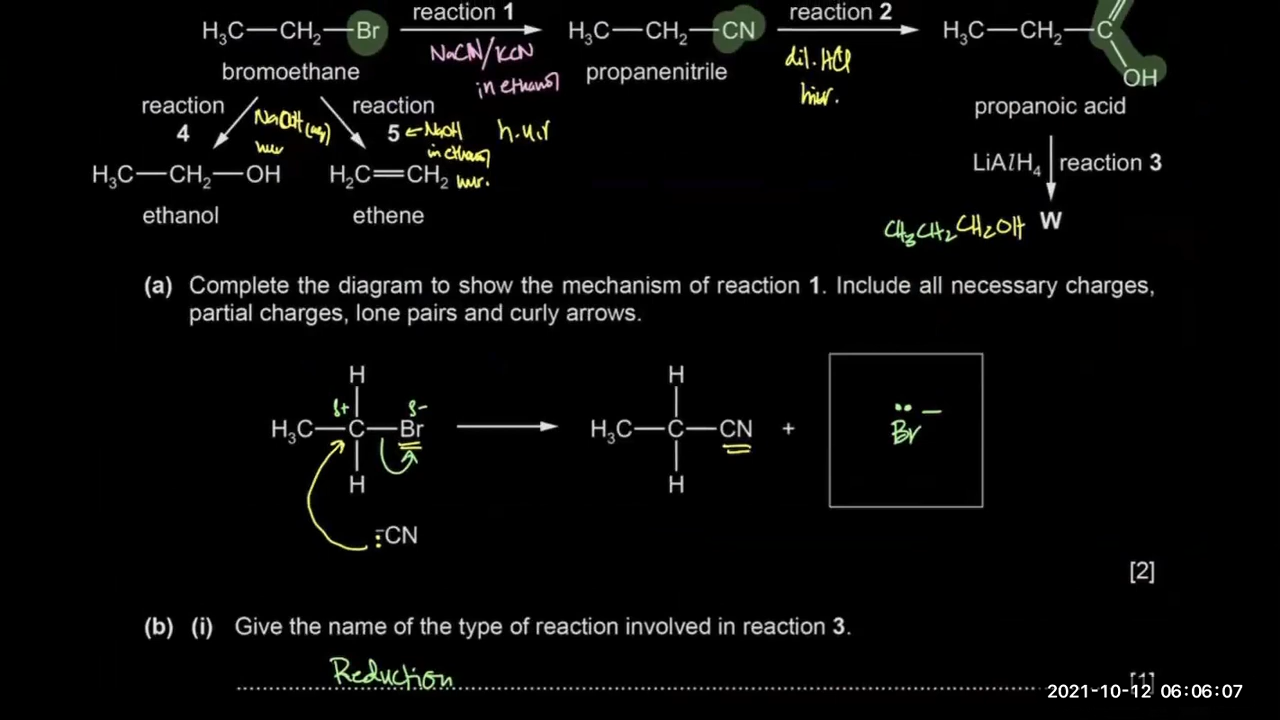 H₃C—CH₂—Br reaction 1 H₃C—CH₂—CN reaction 2 H₃C—CH₂—C
NaCN/KCN dil. HCl OH
bromoethane in ethanol propanenitrile propanoic acid
reaction reaction
4 NaOH(aq) 5 ← NaOH h.u.r LiAlH₄ reaction 3
in ethanol
H₃C—CH₂—OH H₂C=CH₂ hur.
ethanol ethene CH₃CH₂CH₂OH W
(a) Complete the diagram to show the mechanism of reaction 1. Include all necessary charges,
partial charges, lone pairs and curly arrows.
H H
δ+ δ-
H₃C—C—Br H₃C—C—CN + Br –
H H
:⁻CN
[2]
(b) (i) Give the name of the type of reaction involved in reaction 3.
Reduction
[1]
2021-10-12 06:06:07